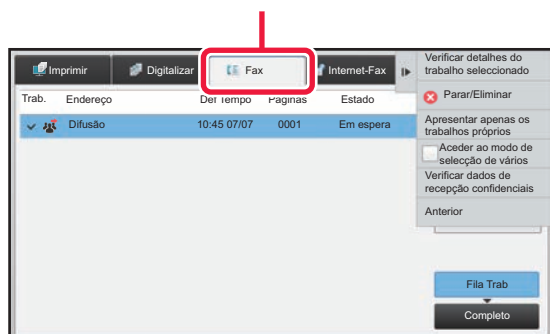 Imprimir
Digitalizar
Fax
Internet-Fax
Trab.
Endereço
Def Tempo
Páginas
Estado
Difusão
10:45 07/07
0001
Em espera
Verificar detalhes do
trabalho seleccionado
Parar/Eliminar
Apresentar apenas os
trabalhos próprios
Aceder ao modo de
selecção de vários
Verificar dados de
recepção confidenciais
Anterior
Fila Trab
Completo